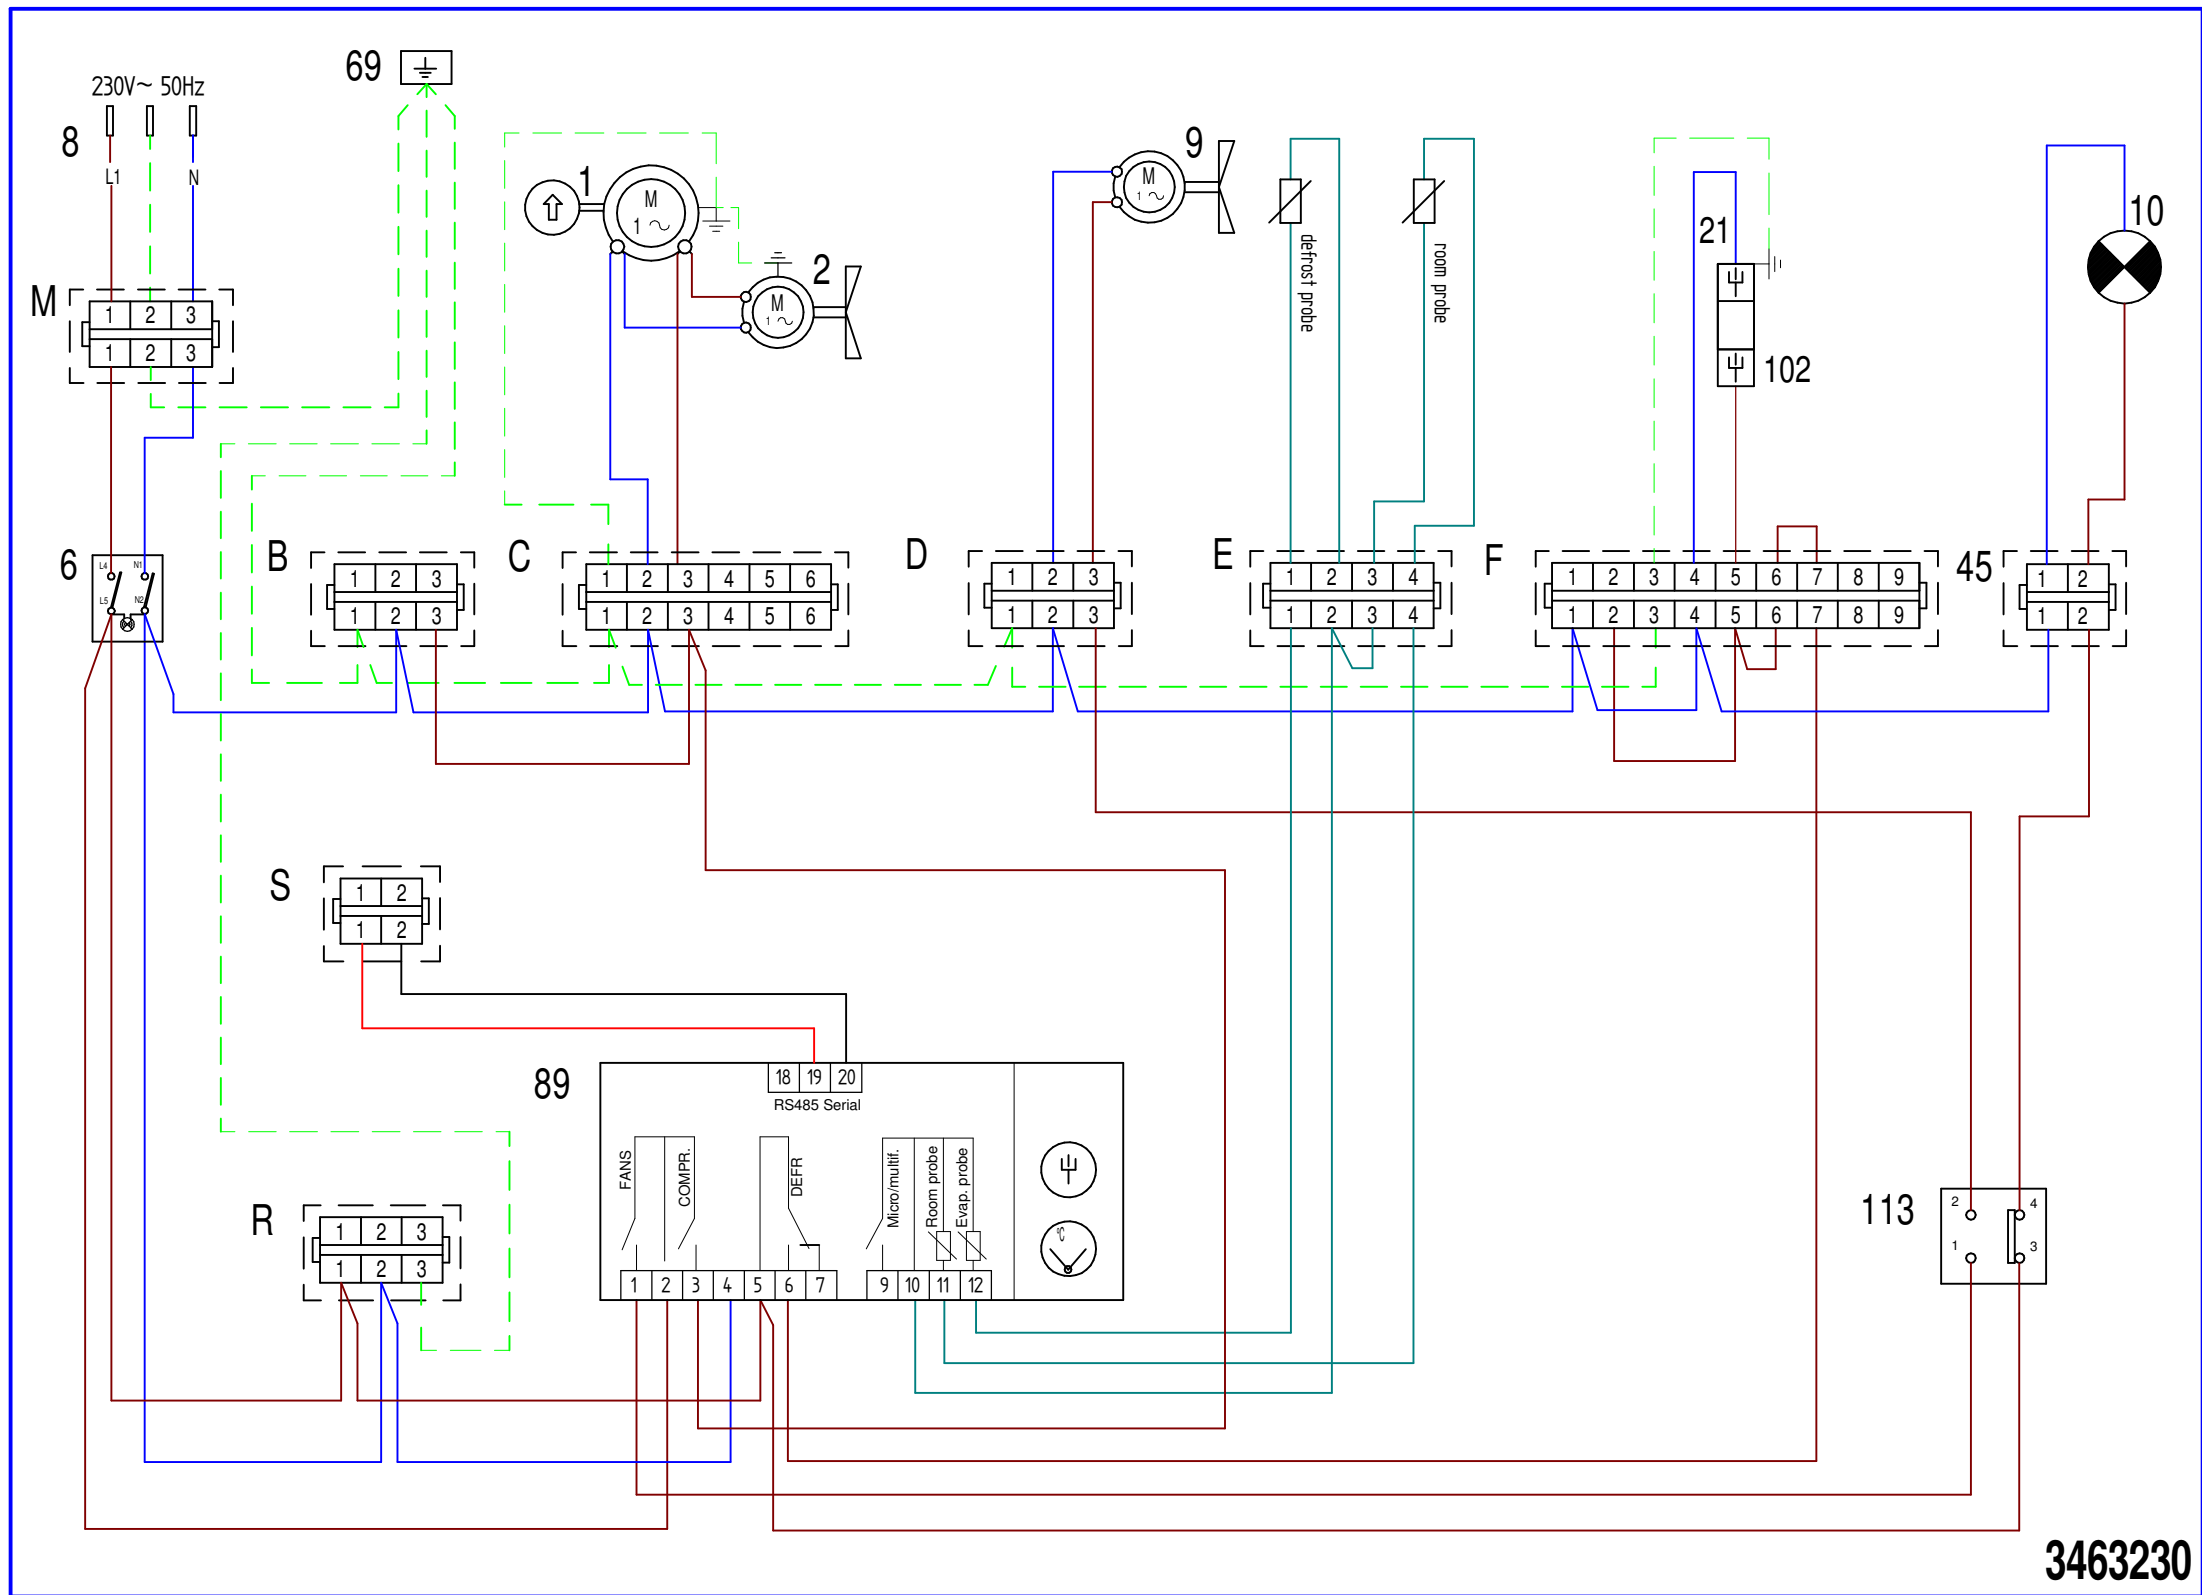 69
230V~ 50Hz
8
L1 N
1
M
1 ~
2
M
1 ~
9
M
1 ~
defrost probe
room probe
21
102
10
M
1 2 3
1 2 3
6
L4 N1
L5 N2
B
1 2 3
1 2 3
C
1 2 3 4 5 6
1 2 3 4 5 6
D
1 2 3
1 2 3
E
1 2 3 4
1 2 3 4
F
1 2 3 4 5 6 7 8 9
1 2 3 4 5 6 7 8 9
45
1 2
1 2
S
1 2
1 2
89
18 19 20
RS485 Serial
FANS
COMPR.
DEFR
Micro/multif.
Room probe
Evap. probe
°C
1 2 3 4 5 6 7 9 10 11 12
R
1 2 3
1 2 3
113
2 4
1 3
3463230